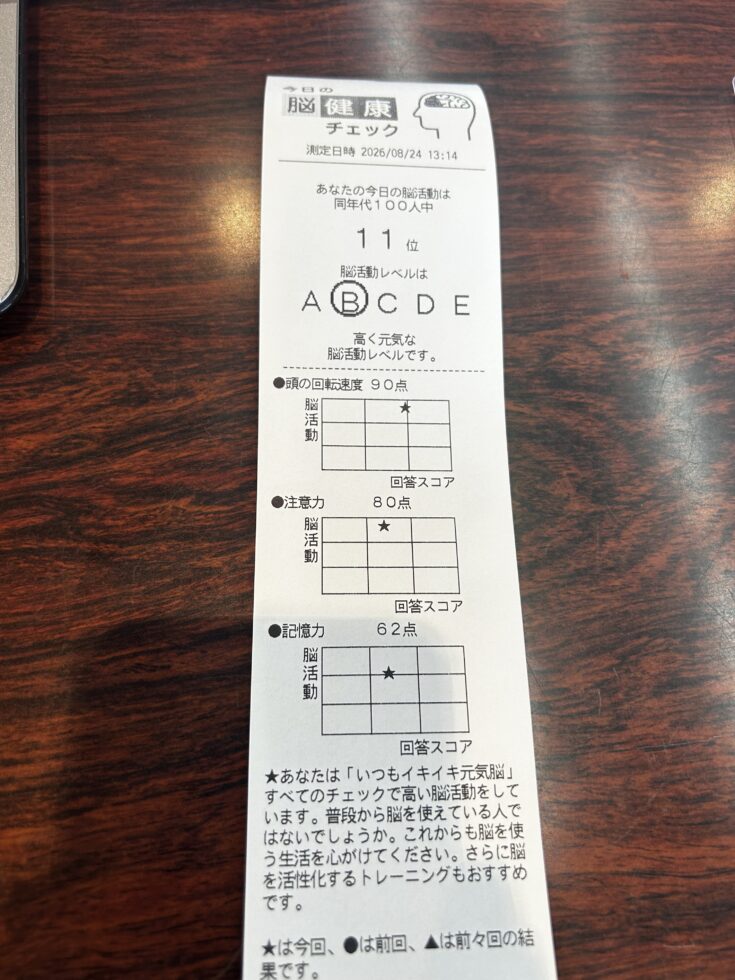 今日の
脳健康
チェック
測定日時 2026/08/24 13:14
あなたの今日の脳活動は
同年代１００人中
１１ 位
脳活動レベルは
A B C D E
高く元気な
脳活動レベルです。
●頭の回転速度 ９０点
脳活動
回答スコア
●注意力 ８０点
脳活動
回答スコア
●記憶力 ６２点
脳活動
回答スコア
★あなたは「いつもイキイキ元気脳」
すべてのチェックで高い脳活動をして
います。普段から脳を使えている人で
はないでしょうか。これからも脳を使
う生活を心がけてください。さらに脳
を活性化するトレーニングもおすすめ
です。
★は今回、●は前回、▲は前々回の結
果です。